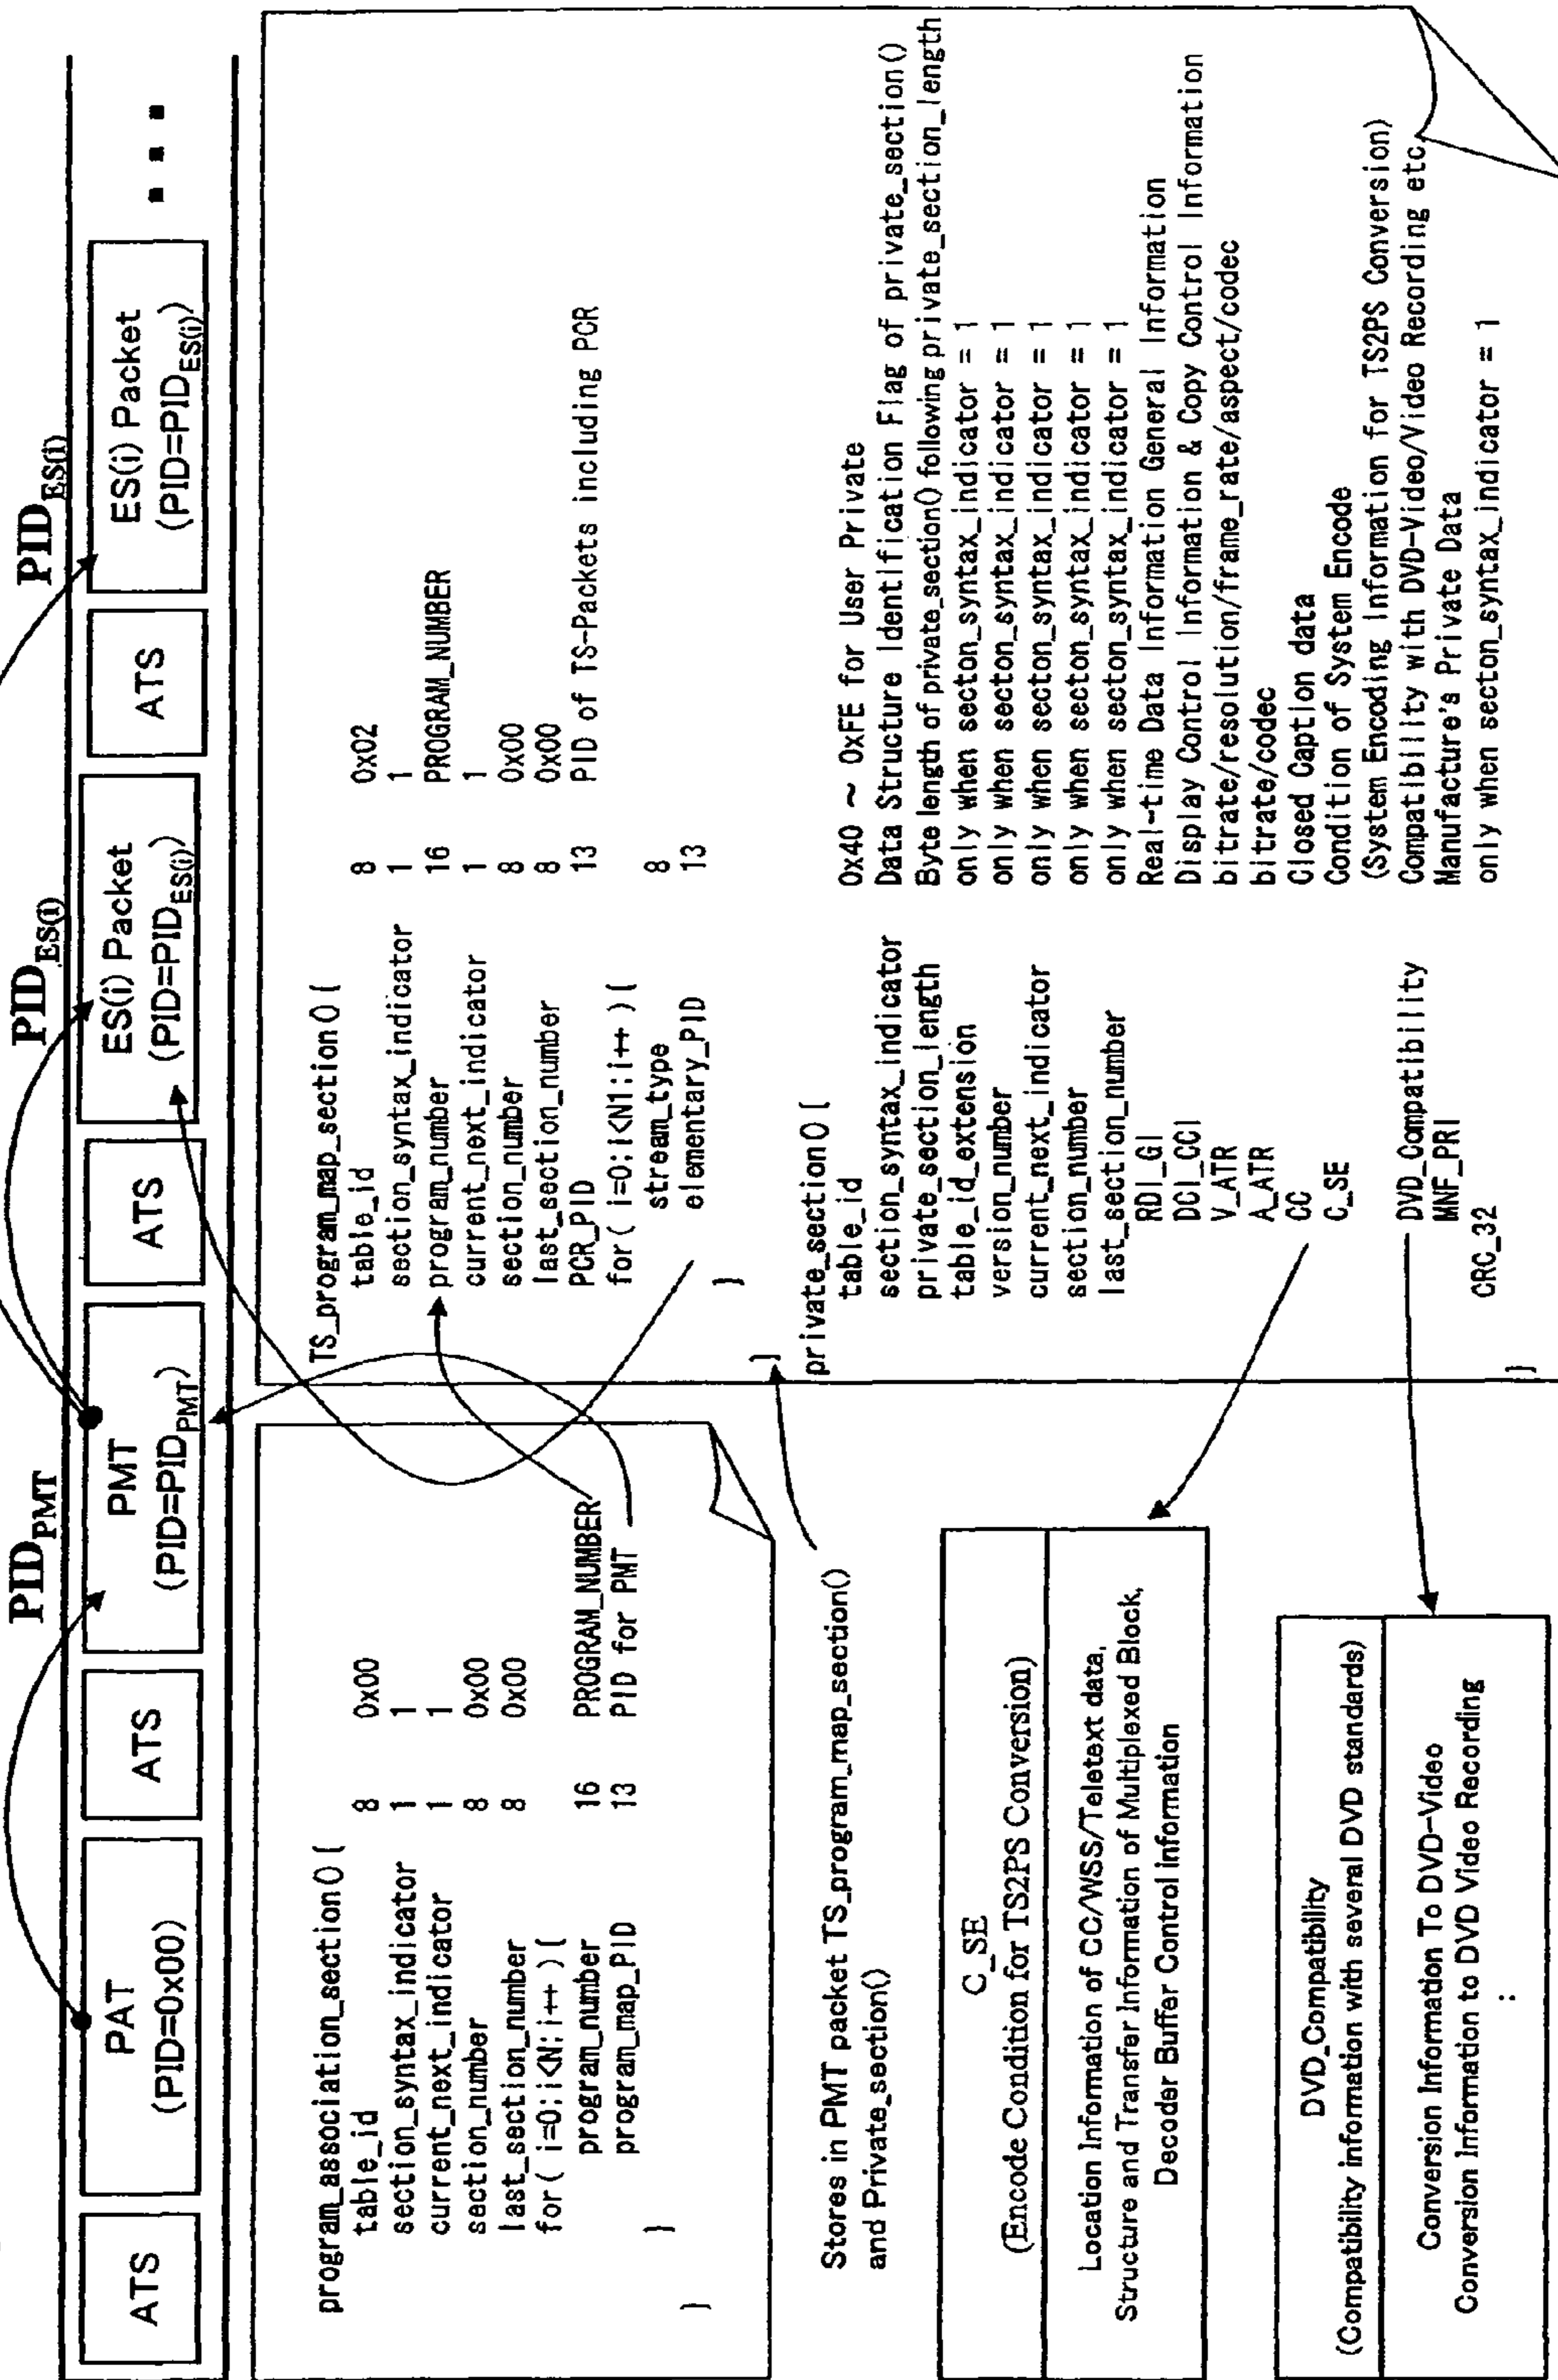 PID_PMT
PID_ES(i)
PID_ES(i)
ATS
PAT
(PID=0x00)
ATS
PMT
(PID=PID_PMT)
ATS
ES(i) Packet
(PID=PID_ES(i))
ATS
ES(i) Packet
(PID=PID_ES(i))
program_association_section(){
table_id 8 0x00
section_syntax_indicator 1 1
current_next_indicator 1 1
section_number 8 0x00
last_section_number 8 0x00
for( i=0;i<N;i++ ){
program_number 16 PROGRAM_NUMBER
program_map_PID 13 PID for PMT
}
}
TS_program_map_section(){
table_id 8 0x02
section_syntax_indicator 1 1
program_number 16 PROGRAM_NUMBER
current_next_indicator 1 1
section_number 8 0x00
last_section_number 8 0x00
PCR_PID 13 PID of TS-Packets including PCR
for( i=0;i<N1;i++ ){
stream_type 8
elementary_PID 13
}
}
private_section(){
table_id 0x40 ~ 0xFE for User Private
section_syntax_indicator Data Structure Identification Flag of private_section()
private_section_length Byte length of private_section() following private_section_length
table_id_extension only when secton_syntax_indicator = 1
version_number only when secton_syntax_indicator = 1
current_next_indicator only when secton_syntax_indicator = 1
section_number only when secton_syntax_indicator = 1
last_section_number only when secton_syntax_indicator = 1
RDI_GI Real-time Data Information General Information
DCI_CCI Display Control Information & Copy Control Information
V_ATR bitrate/resolution/frame_rate/aspect/codec
A_ATR bitrate/codec
CC Closed Caption data
C_SE Condition of System Encode
(System Encoding Information for TS2PS Conversion)
DVD_Compatibility Compatibility with DVD-Video/Video Recording etc.
MNF_PRI Manufacture's Private Data
CRC_32 only when secton_syntax_indicator = 1
}
Stores in PMT packet TS_program_map_section()
and Private_section()
C_SE
(Encode Condition for TS2PS Conversion)
Location Information of CC/WSS/Teletext data,
Structure and Transfer Information of Multiplexed Block,
Decoder Buffer Control information
DVD_Compatibility
(Compatibility information with several DVD standards)
Conversion Information To DVD-Video
Conversion Information to DVD Video Recording
: